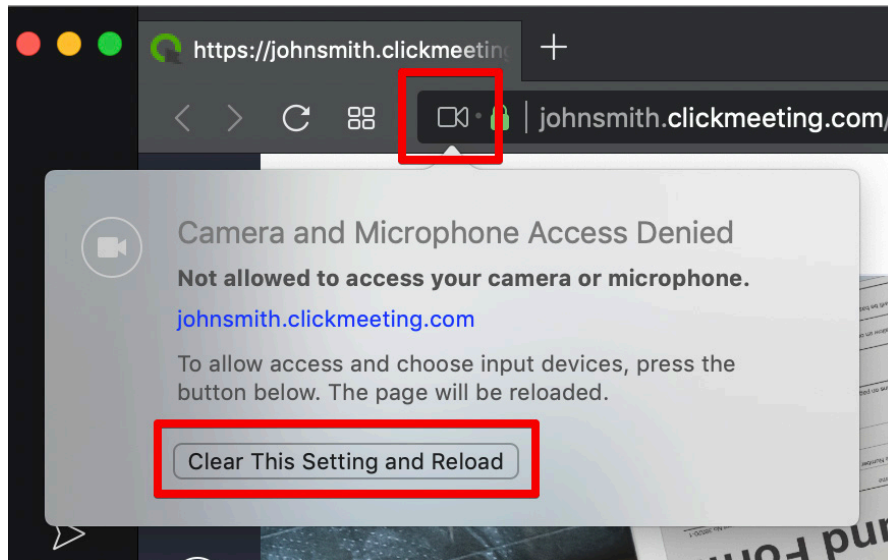 https://johnsmith.clickmeeting
johnsmith.clickmeeting.com/
Camera and Microphone Access Denied
Not allowed to access your camera or microphone.
johnsmith.clickmeeting.com
To allow access and choose input devices, press the
button below. The page will be reloaded.
Clear This Setting and Reload